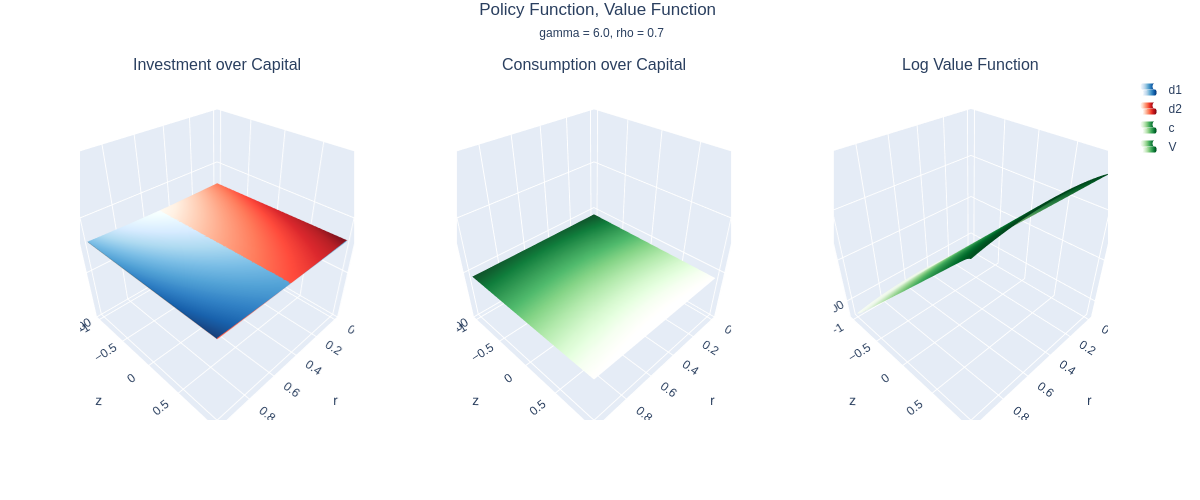 Policy Function, Value Function
gamma = 6.0, rho = 0.7
Investment over Capital
Consumption over Capital
Log Value Function
d1
d2
c
V
−0.5
0
0.5
z
0
0.2
0.4
0.6
0.8
r
−0.5
0
0.5
z
0
0.2
0.4
0.6
0.8
r
−1
−0.5
0
0.5
z
0
0.2
0.4
0.6
0.8
r